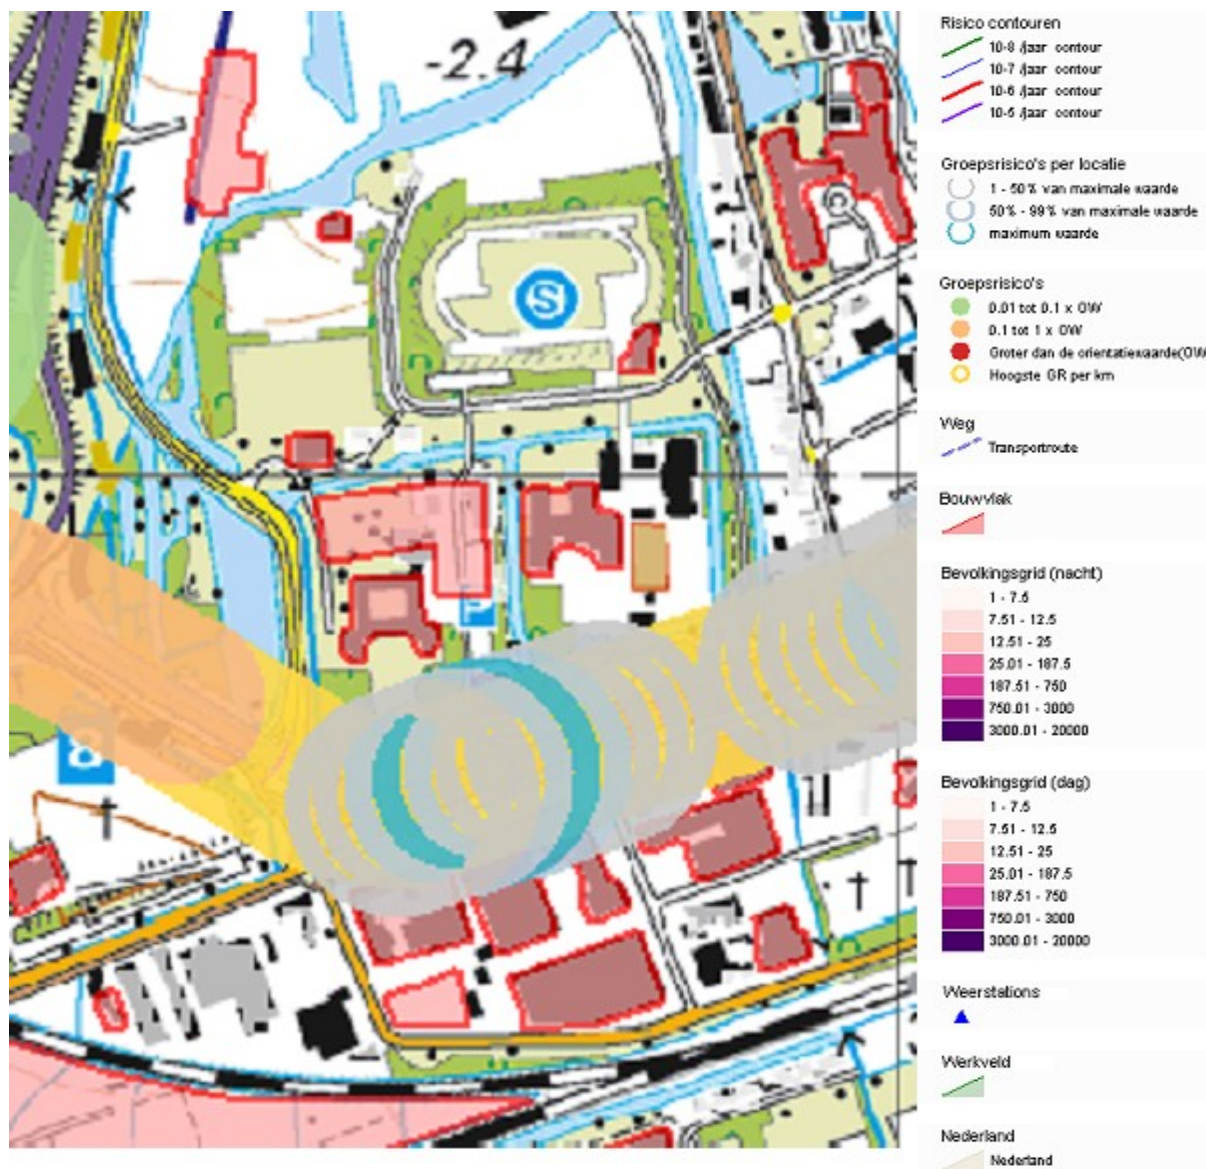 -2.4
S
P
Risico contouren
10-8 /jaar contour
10-7 /jaar contour
10-6 /jaar contour
10-5 /jaar contour
Groepsrisico's per locatie
1 - 50% van maximale waarde
50% - 99% van maximale waarde
maximum waarde
Groepsrisico's
0.01 tot 0.1 x OW
0.1 tot 1 x OW
Groter dan de orientatiewaarde(OW
Hoogste GR per km
Weg
Transportroute
Bouwvlak
Bevolkingsgrid (nacht)
1 - 7.5
7.51 - 12.5
12.51 - 25
25.01 - 187.5
187.51 - 750
750.01 - 3000
3000.01 - 20000
Bevolkingsgrid (dag)
1 - 7.5
7.51 - 12.5
12.51 - 25
25.01 - 187.5
187.51 - 750
750.01 - 3000
3000.01 - 20000
Weerstations
Werkveld
Nederland
Nederland